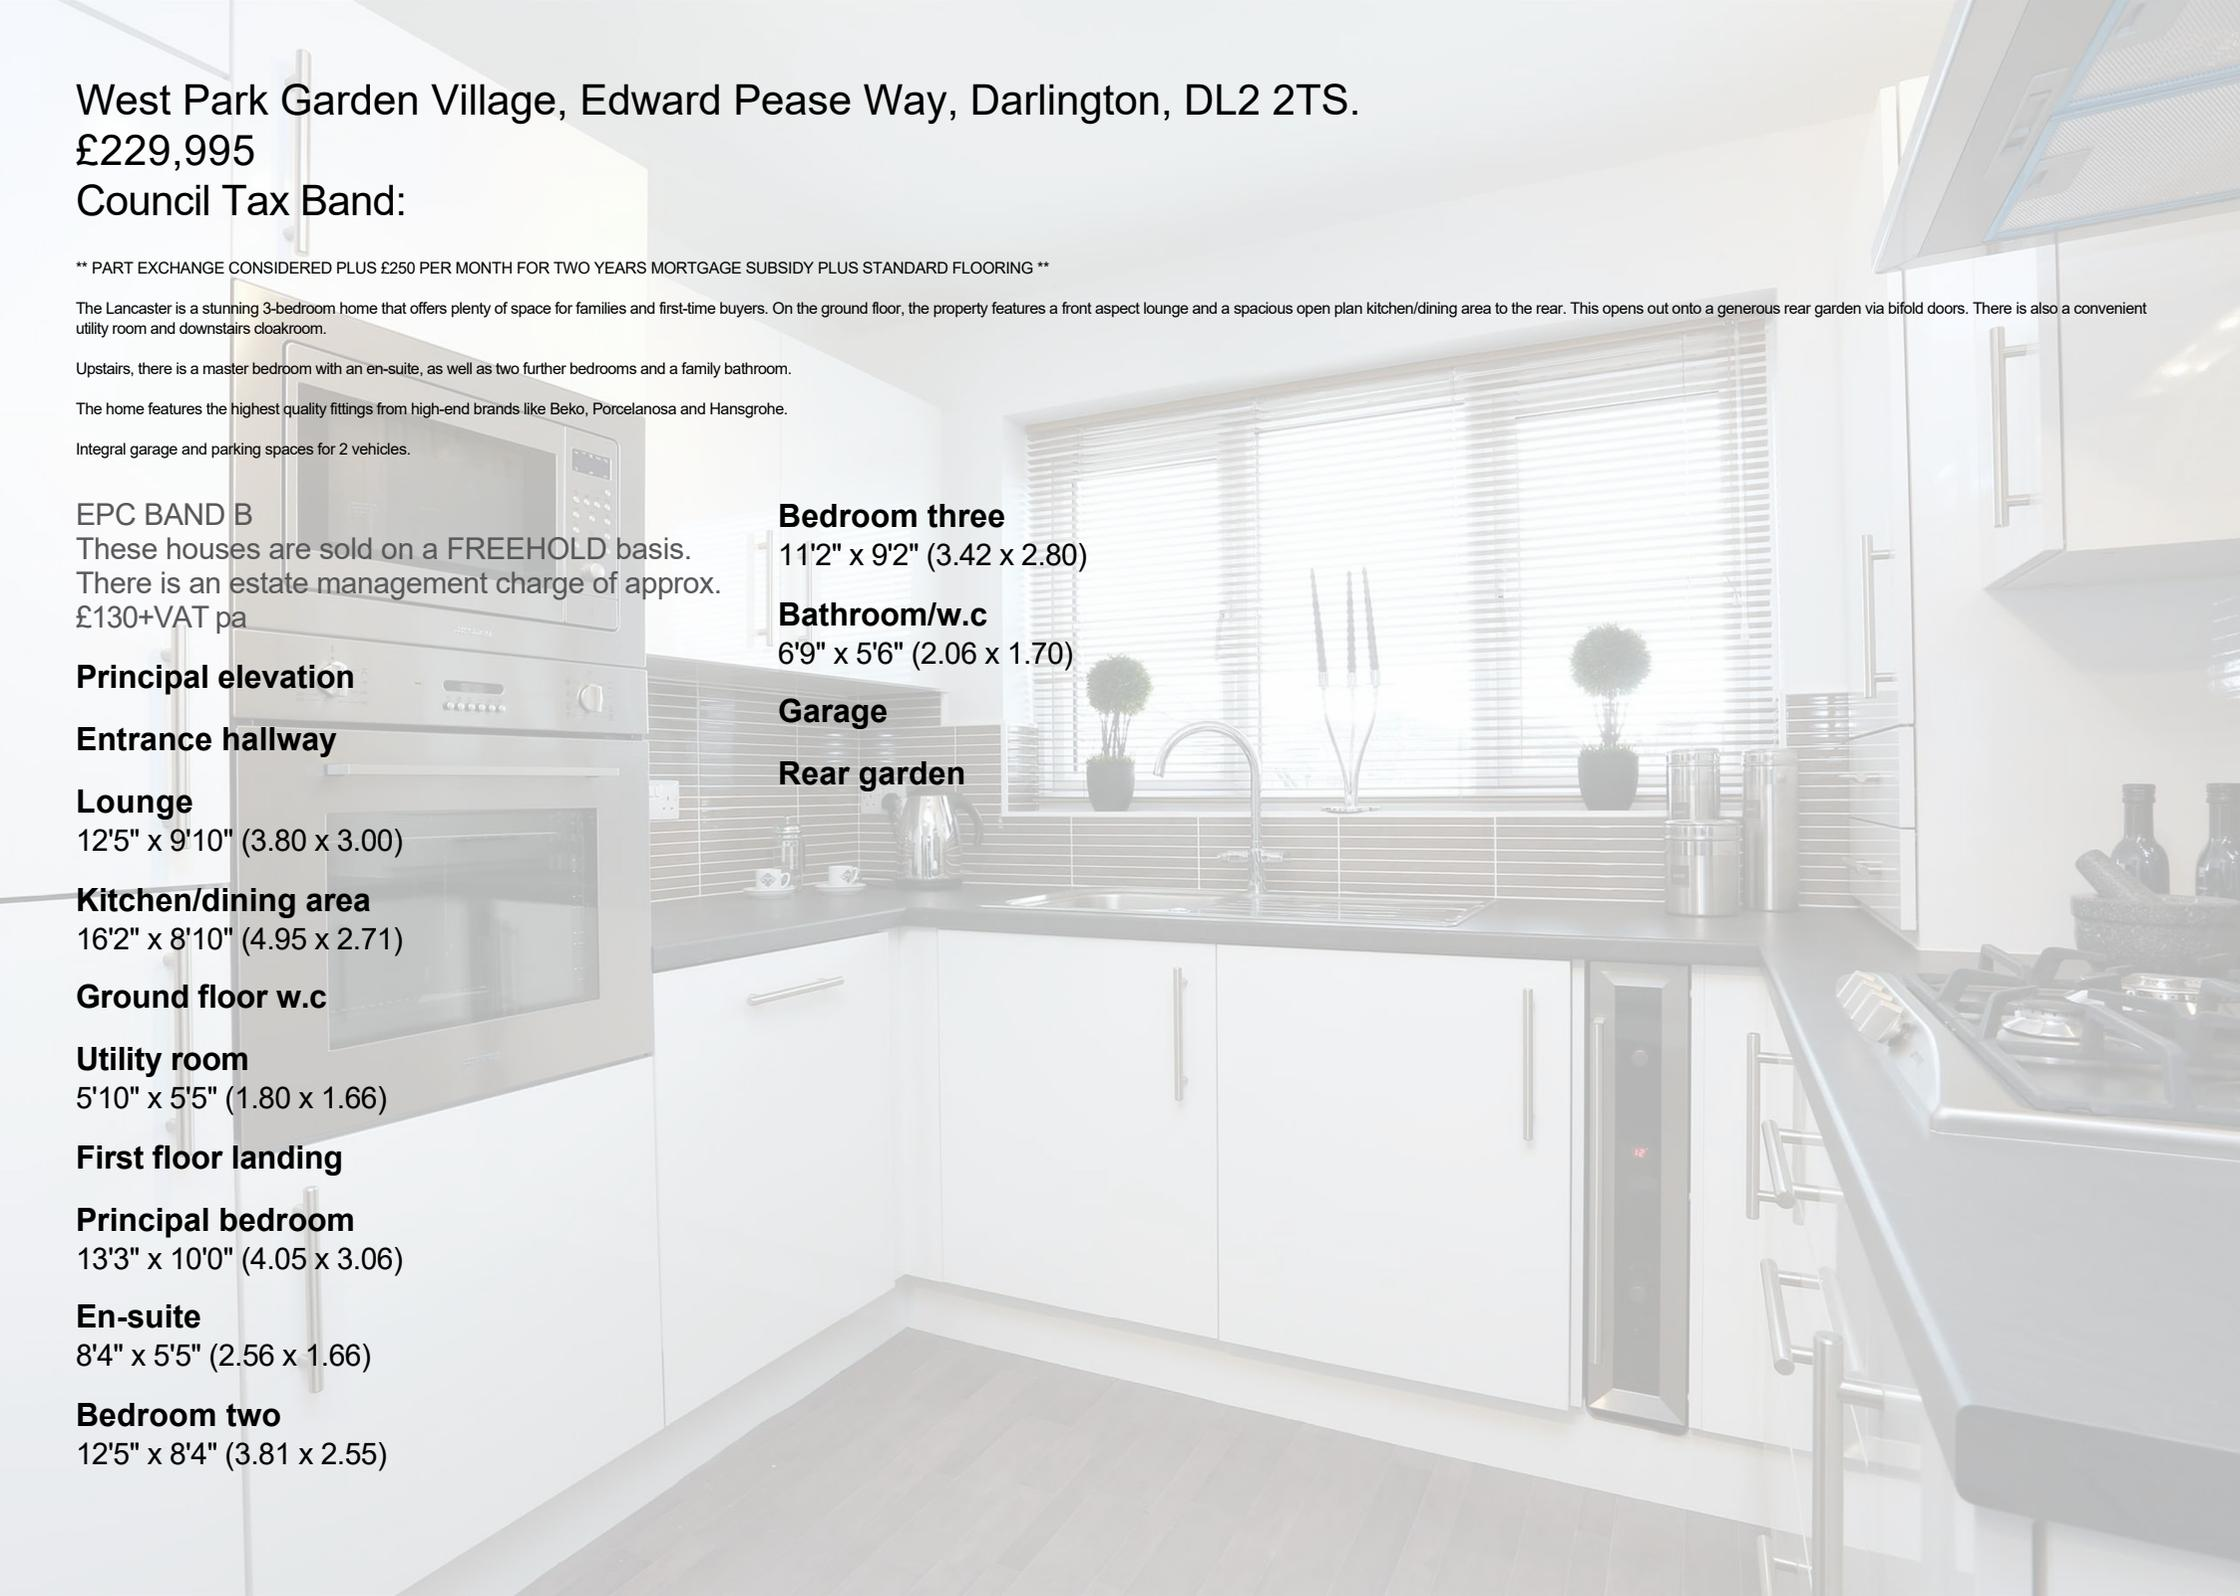 West Park Garden Village, Edward Pease Way, Darlington, DL2 2TS.
£229,995
Council Tax Band:
** PART EXCHANGE CONSIDERED PLUS £250 PER MONTH FOR TWO YEARS MORTGAGE SUBSIDY PLUS STANDARD FLOORING **
The Lancaster is a stunning 3-bedroom home that offers plenty of space for families and first-time buyers. On the ground floor, the property features a front aspect lounge and a spacious open plan kitchen/dining area to the rear. This opens out onto a generous rear garden via bifold doors. There is also a convenient
utility room and downstairs cloakroom.
Upstairs, there is a master bedroom with an en-suite, as well as two further bedrooms and a family bathroom.
The home features the highest quality fittings from high-end brands like Beko, Porcelanosa and Hansgrohe.
Integral garage and parking spaces for 2 vehicles.
EPC BAND B
These houses are sold on a FREEHOLD basis.
There is an estate management charge of approx.
£130+VAT pa
Principal elevation
Entrance hallway
Lounge
12'5" x 9'10" (3.80 x 3.00)
Kitchen/dining area
16'2" x 8'10" (4.95 x 2.71)
Ground floor w.c
Utility room
5'10" x 5'5" (1.80 x 1.66)
First floor landing
Principal bedroom
13'3" x 10'0" (4.05 x 3.06)
En-suite
8'4" x 5'5" (2.56 x 1.66)
Bedroom two
12'5" x 8'4" (3.81 x 2.55)
Bedroom three
11'2" x 9'2" (3.42 x 2.80)
Bathroom/w.c
6'9" x 5'6" (2.06 x 1.70)
Garage
Rear garden